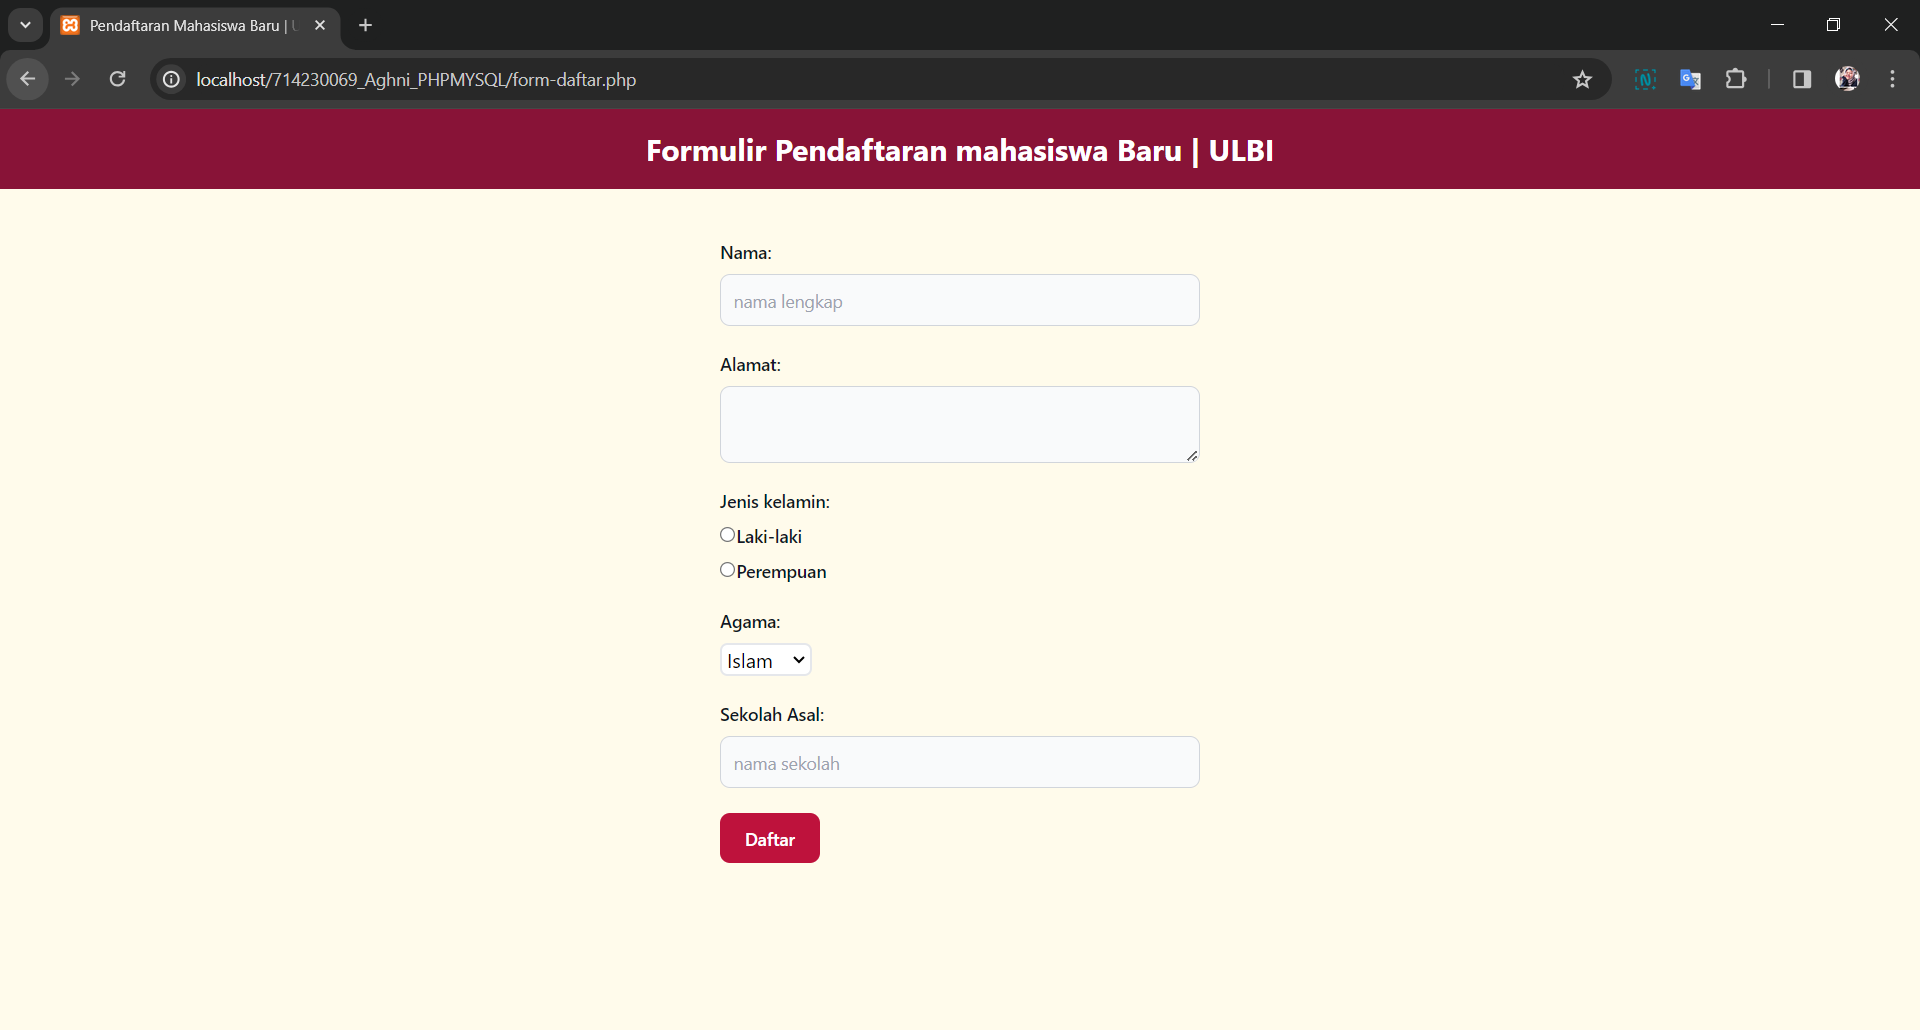 Pendaftaran Mahasiswa Baru |
localhost/714230069_Aghni_PHPMYSQL/form-daftar.php
Formulir Pendaftaran mahasiswa Baru | ULBI
Nama:
nama lengkap
Alamat:
Jenis kelamin:
Laki-laki
Perempuan
Agama:
Islam
Sekolah Asal:
nama sekolah
Daftar